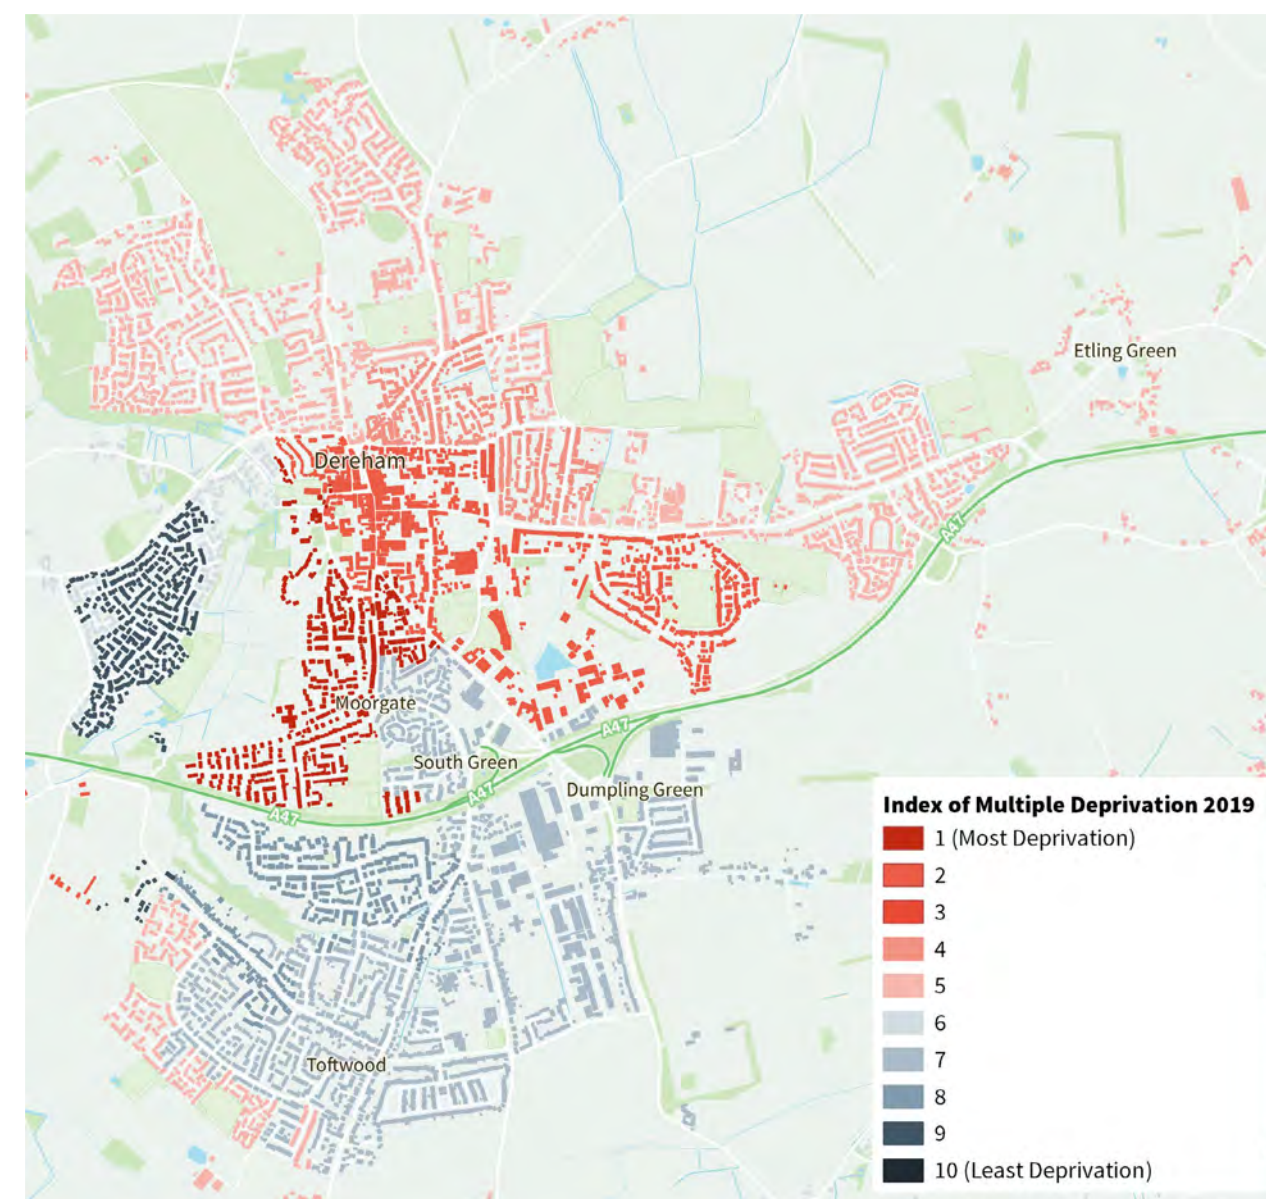 Etling Green
Dereham
A47
Moorgate
A47
South Green
A47
Dumpling Green
A47
Toftwood
Index of Multiple Deprivation 2019
1 (Most Deprivation)
2
3
4
5
6
7
8
9
10 (Least Deprivation)